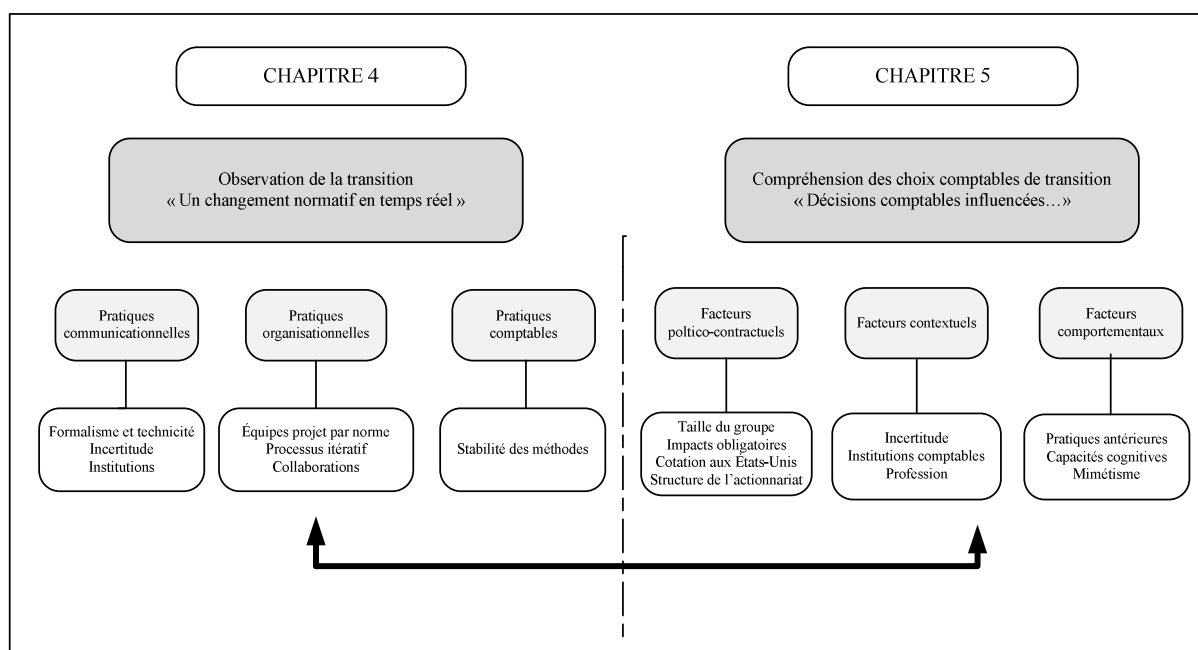 CHAPITRE 4
Observation de la transition
« Un changement normatif en temps réel »
Pratiques
communicationnelles
Formalisme et technicité
Incertitude
Institutions
Pratiques
organisationnelles
Équipes projet par norme
Processus itératif
Collaborations
Pratiques
comptables
Stabilité des méthodes
CHAPITRE 5
Compréhension des choix comptables de transition
« Décisions comptables influencées…»
Facteurs
poltico-contractuels
Taille du groupe
Impacts obligatoires
Cotation aux États-Unis
Structure de l’actionnariat
Facteurs contextuels
Incertitude
Institutions comptables
Profession
Facteurs
comportementaux
Pratiques antérieures
Capacités cognitives
Mimétisme